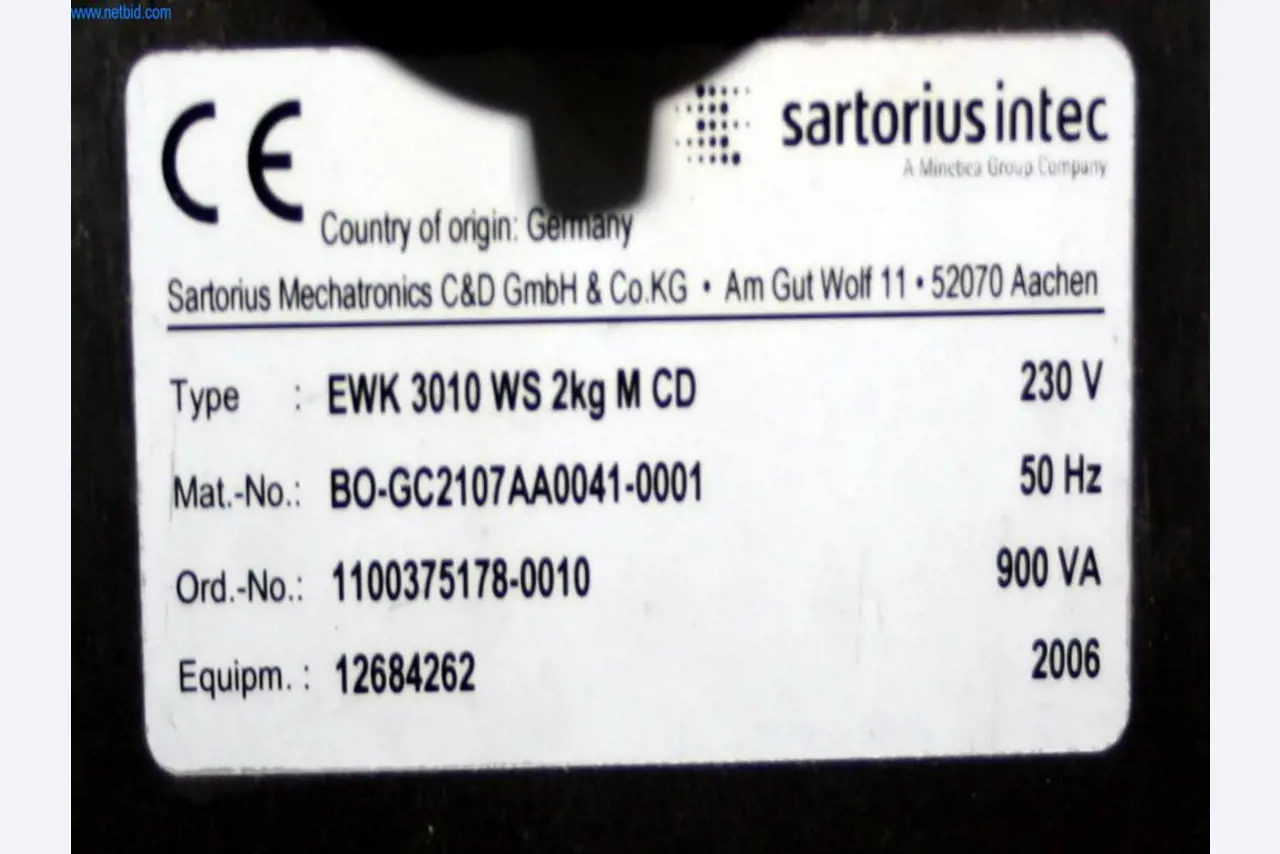 www.netbid.com
CE
sartorius intec
A Minebea Group Company
Country of origin: Germany
Sartorius Mechatronics C&D GmbH & Co.KG • Am Gut Wolf 11 • 52070 Aachen
Type : EWK 3010 WS 2kg M CD 230 V
Mat.-No.: BO-GC2107AA0041-0001 50 Hz
Ord.-No.: 1100375178-0010 900 VA
Equipm. : 12684262 2006